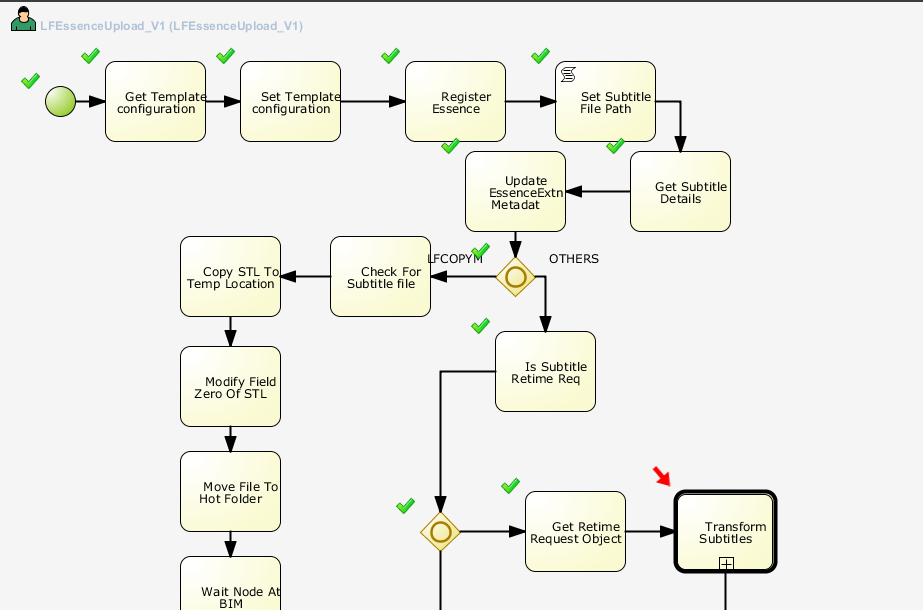 LFEssenceUpload_V1 (LFEssenceUpload_V1)
Get Template
configuration
Set Template
configuration
Register
Essence
Set Subtitle
File Path
Update
EssenceExtn
Metadat
Get Subtitle
Details
Copy STL To
Temp Location
Check For
Subtitle file
LFCOPYM
OTHERS
Is Subtitle
Retime Req
Modify Field
Zero Of STL
Move File To
Hot Folder
Get Retime
Request Object
Transform
Subtitles
Wait Node At
BIM